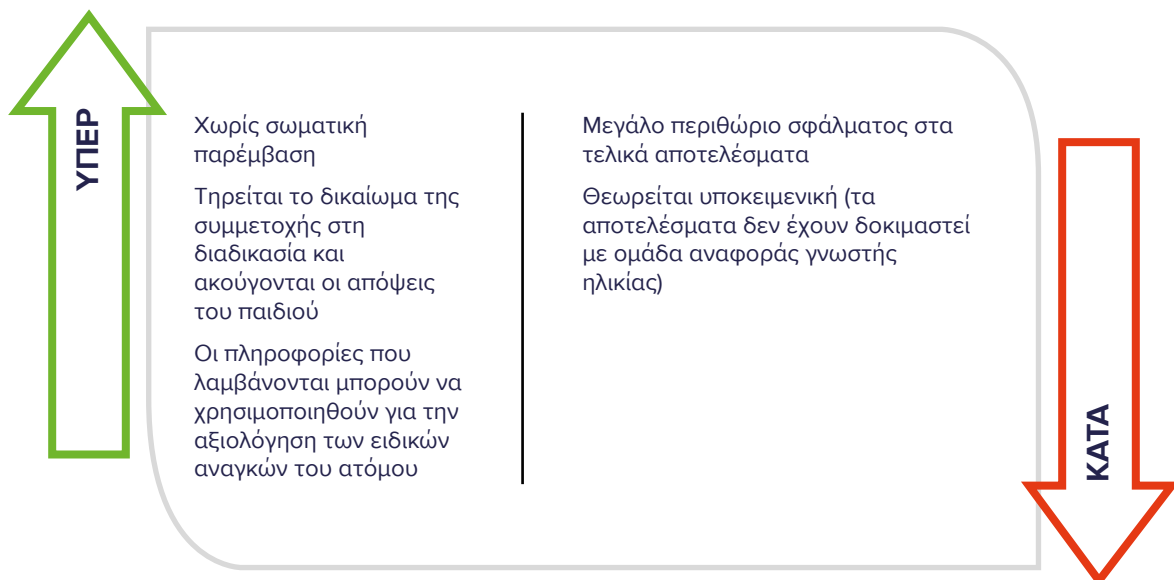 ΥΠΕΡ
Χωρίς σωματική
παρέμβαση
Τηρείται το δικαίωμα της
συμμετοχής στη
διαδικασία και
ακούγονται οι απόψεις
του παιδιού
Οι πληροφορίες που
λαμβάνονται μπορούν να
χρησιμοποιηθούν για την
αξιολόγηση των ειδικών
αναγκών του ατόμου
Μεγάλο περιθώριο σφάλματος στα
τελικά αποτελέσματα
Θεωρείται υποκειμενική (τα
αποτελέσματα δεν έχουν δοκιμαστεί
με ομάδα αναφοράς γνωστής
ηλικίας)
ΚΑΤΑ